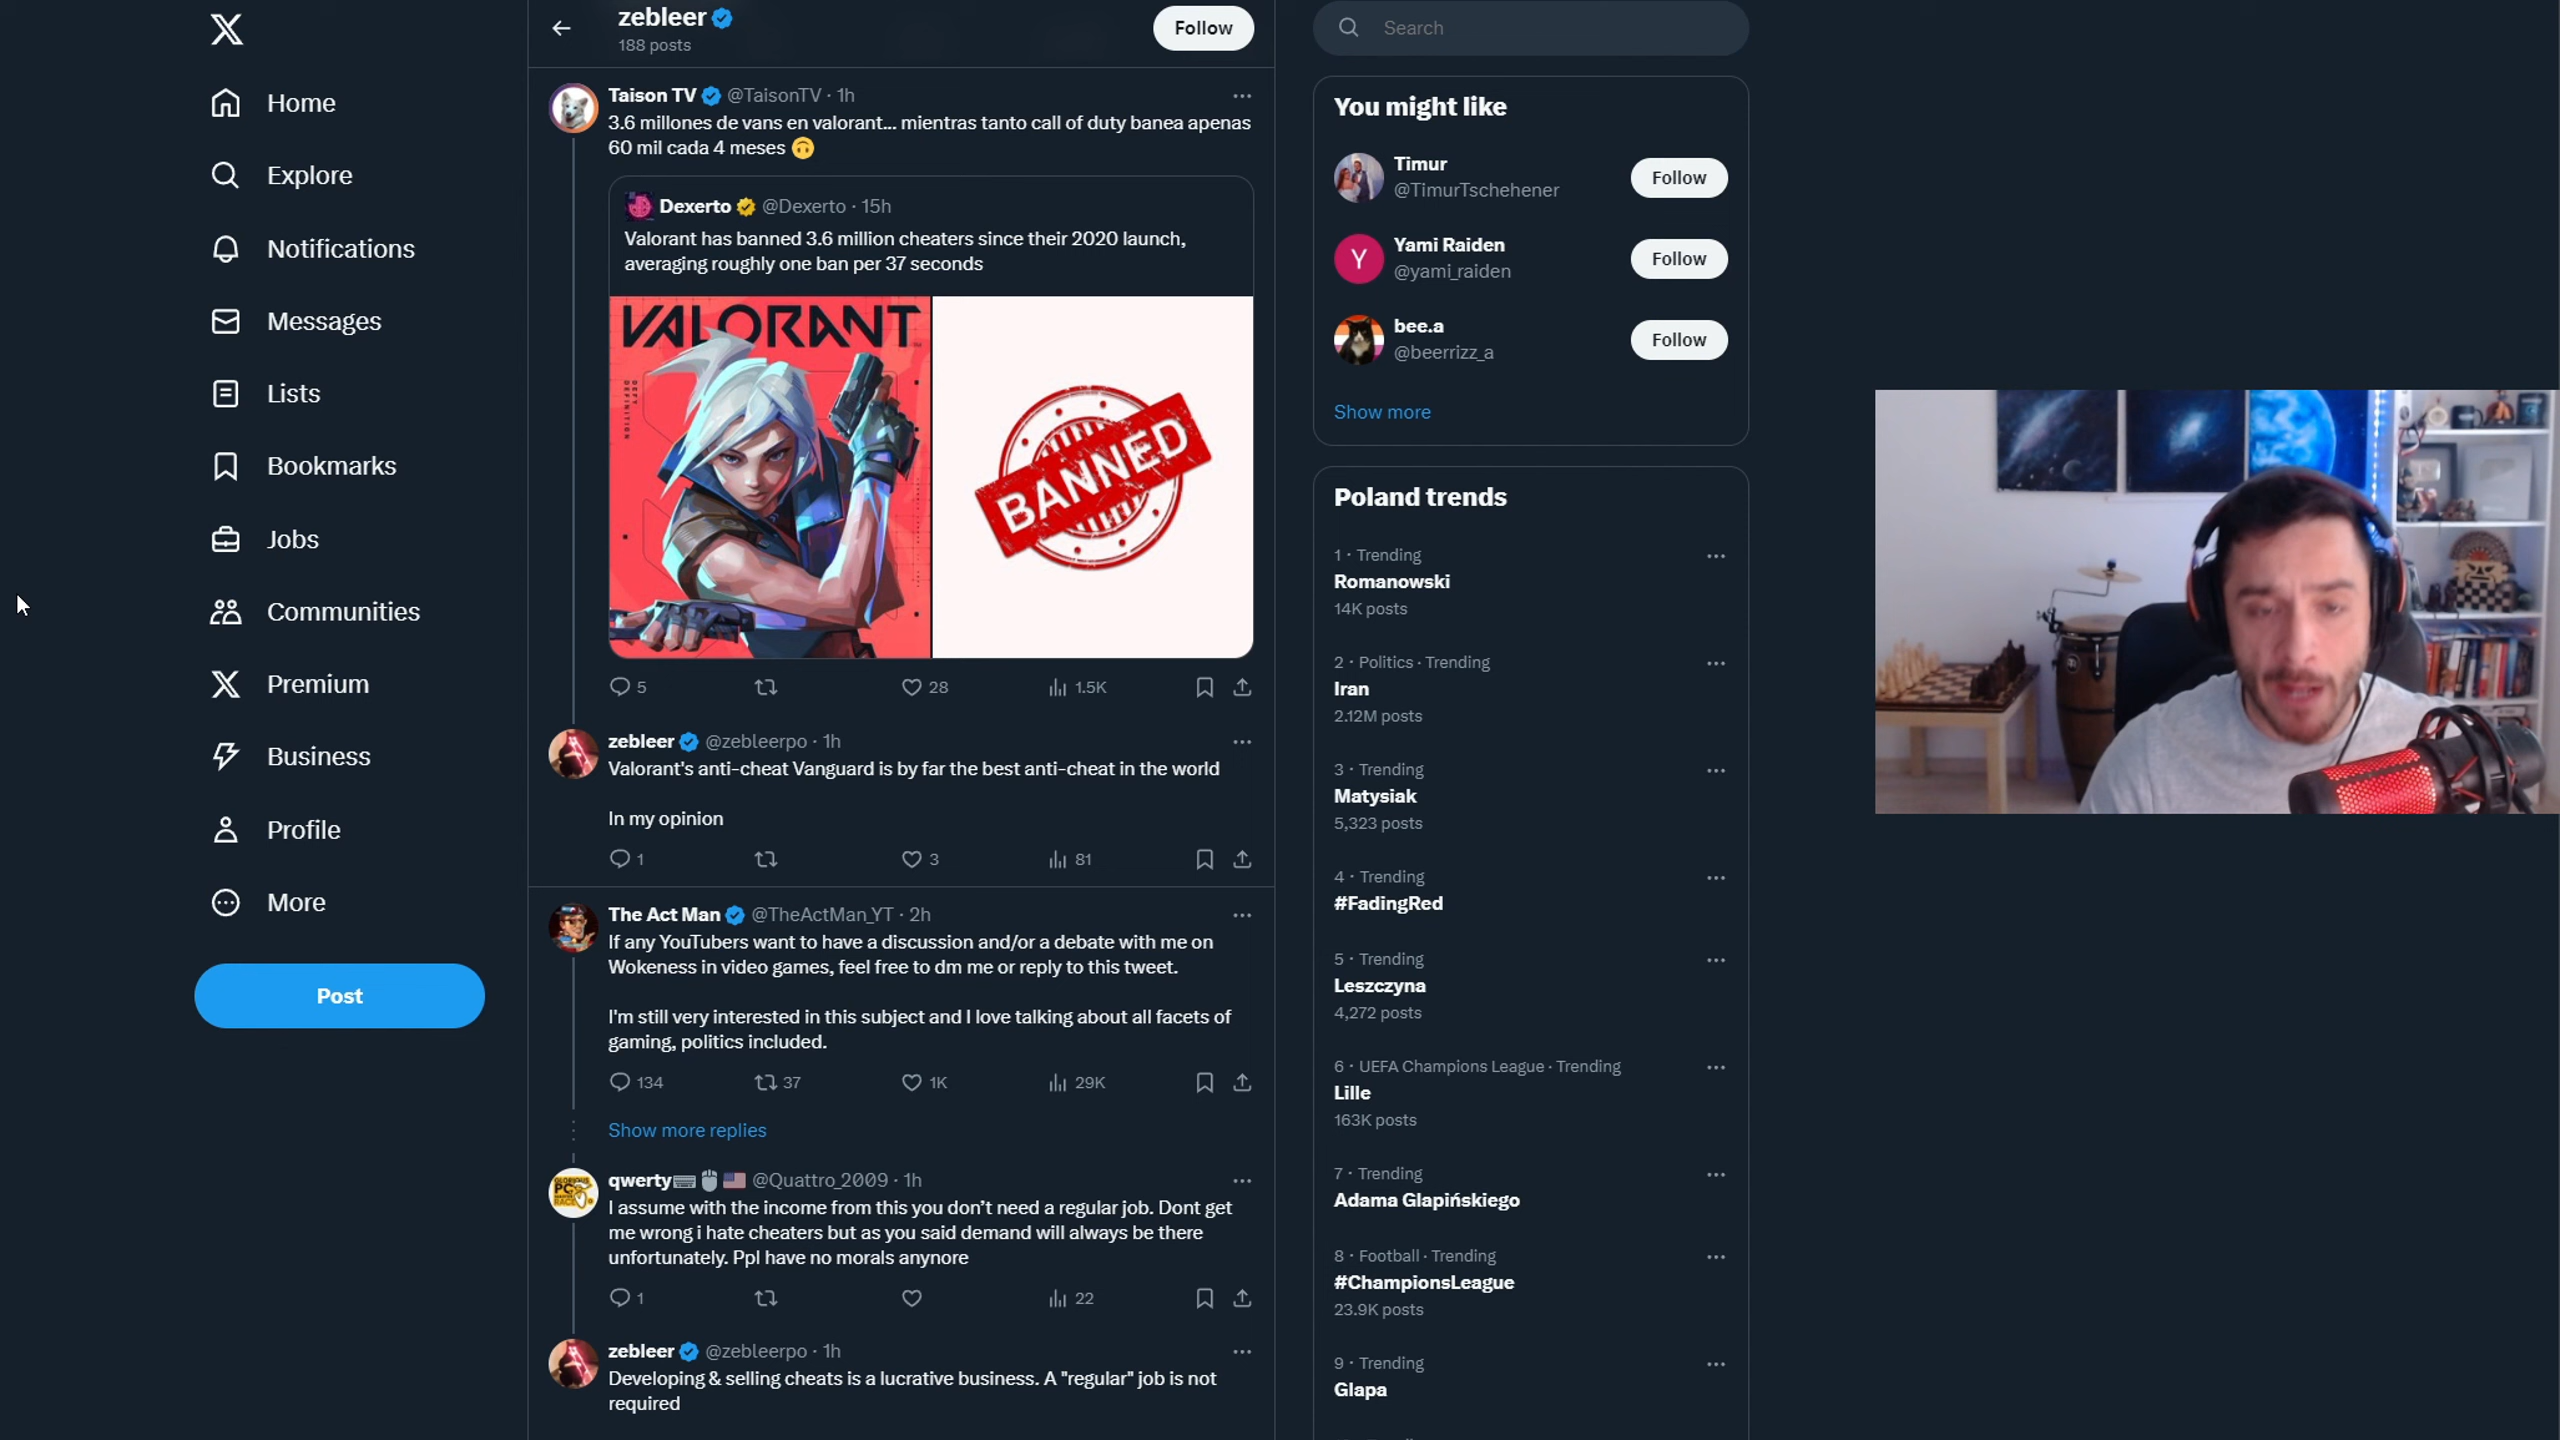 Home
Explore
Notifications
Messages
Lists
Bookmarks
Jobs
Communities
Premium
Business
Profile
More
Post
zebleer
188 posts
Follow
Taison TV @TaisonTV · 1h
3.6 millones de vans en valorant... mientras tanto call of duty banea apenas
60 mil cada 4 meses 🙃
Dexerto @Dexerto · 15h
Valorant has banned 3.6 million cheaters since their 2020 launch,
averaging roughly one ban per 37 seconds
VALORANT
DEFY
DEFINITION
BANNED
5 28 1.5K
zebleer @zebleerpo · 1h
Valorant's anti-cheat Vanguard is by far the best anti-cheat in the world
In my opinion
1 3 81
The Act Man @TheActMan_YT · 2h
If any YouTubers want to have a discussion and/or a debate with me on
Wokeness in video games, feel free to dm me or reply to this tweet.
I'm still very interested in this subject and I love talking about all facets of
gaming, politics included.
134 37 1K 29K
Show more replies
qwerty⌨️🖱️🇺🇸 @Quattro_2009 · 1h
I assume with the income from this you don't need a regular job. Dont get
me wrong i hate cheaters but as you said demand will always be there
unfortunately. Ppl have no morals anynore
1 22
zebleer @zebleerpo · 1h
Developing & selling cheats is a lucrative business. A "regular" job is not
required
Search
You might like
Timur
@TimurTschehener
Follow
Y
Yami Raiden
@yami_raiden
Follow
bee.a
@beerrizz_a
Follow
Show more
Poland trends
1 · Trending
Romanowski
14K posts
2 · Politics · Trending
Iran
2.12M posts
3 · Trending
Matysiak
5,323 posts
4 · Trending
#FadingRed
5 · Trending
Leszczyna
4,272 posts
6 · UEFA Champions League · Trending
Lille
163K posts
7 · Trending
Adama Glapińskiego
8 · Football · Trending
#ChampionsLeague
23.9K posts
9 · Trending
Glapa